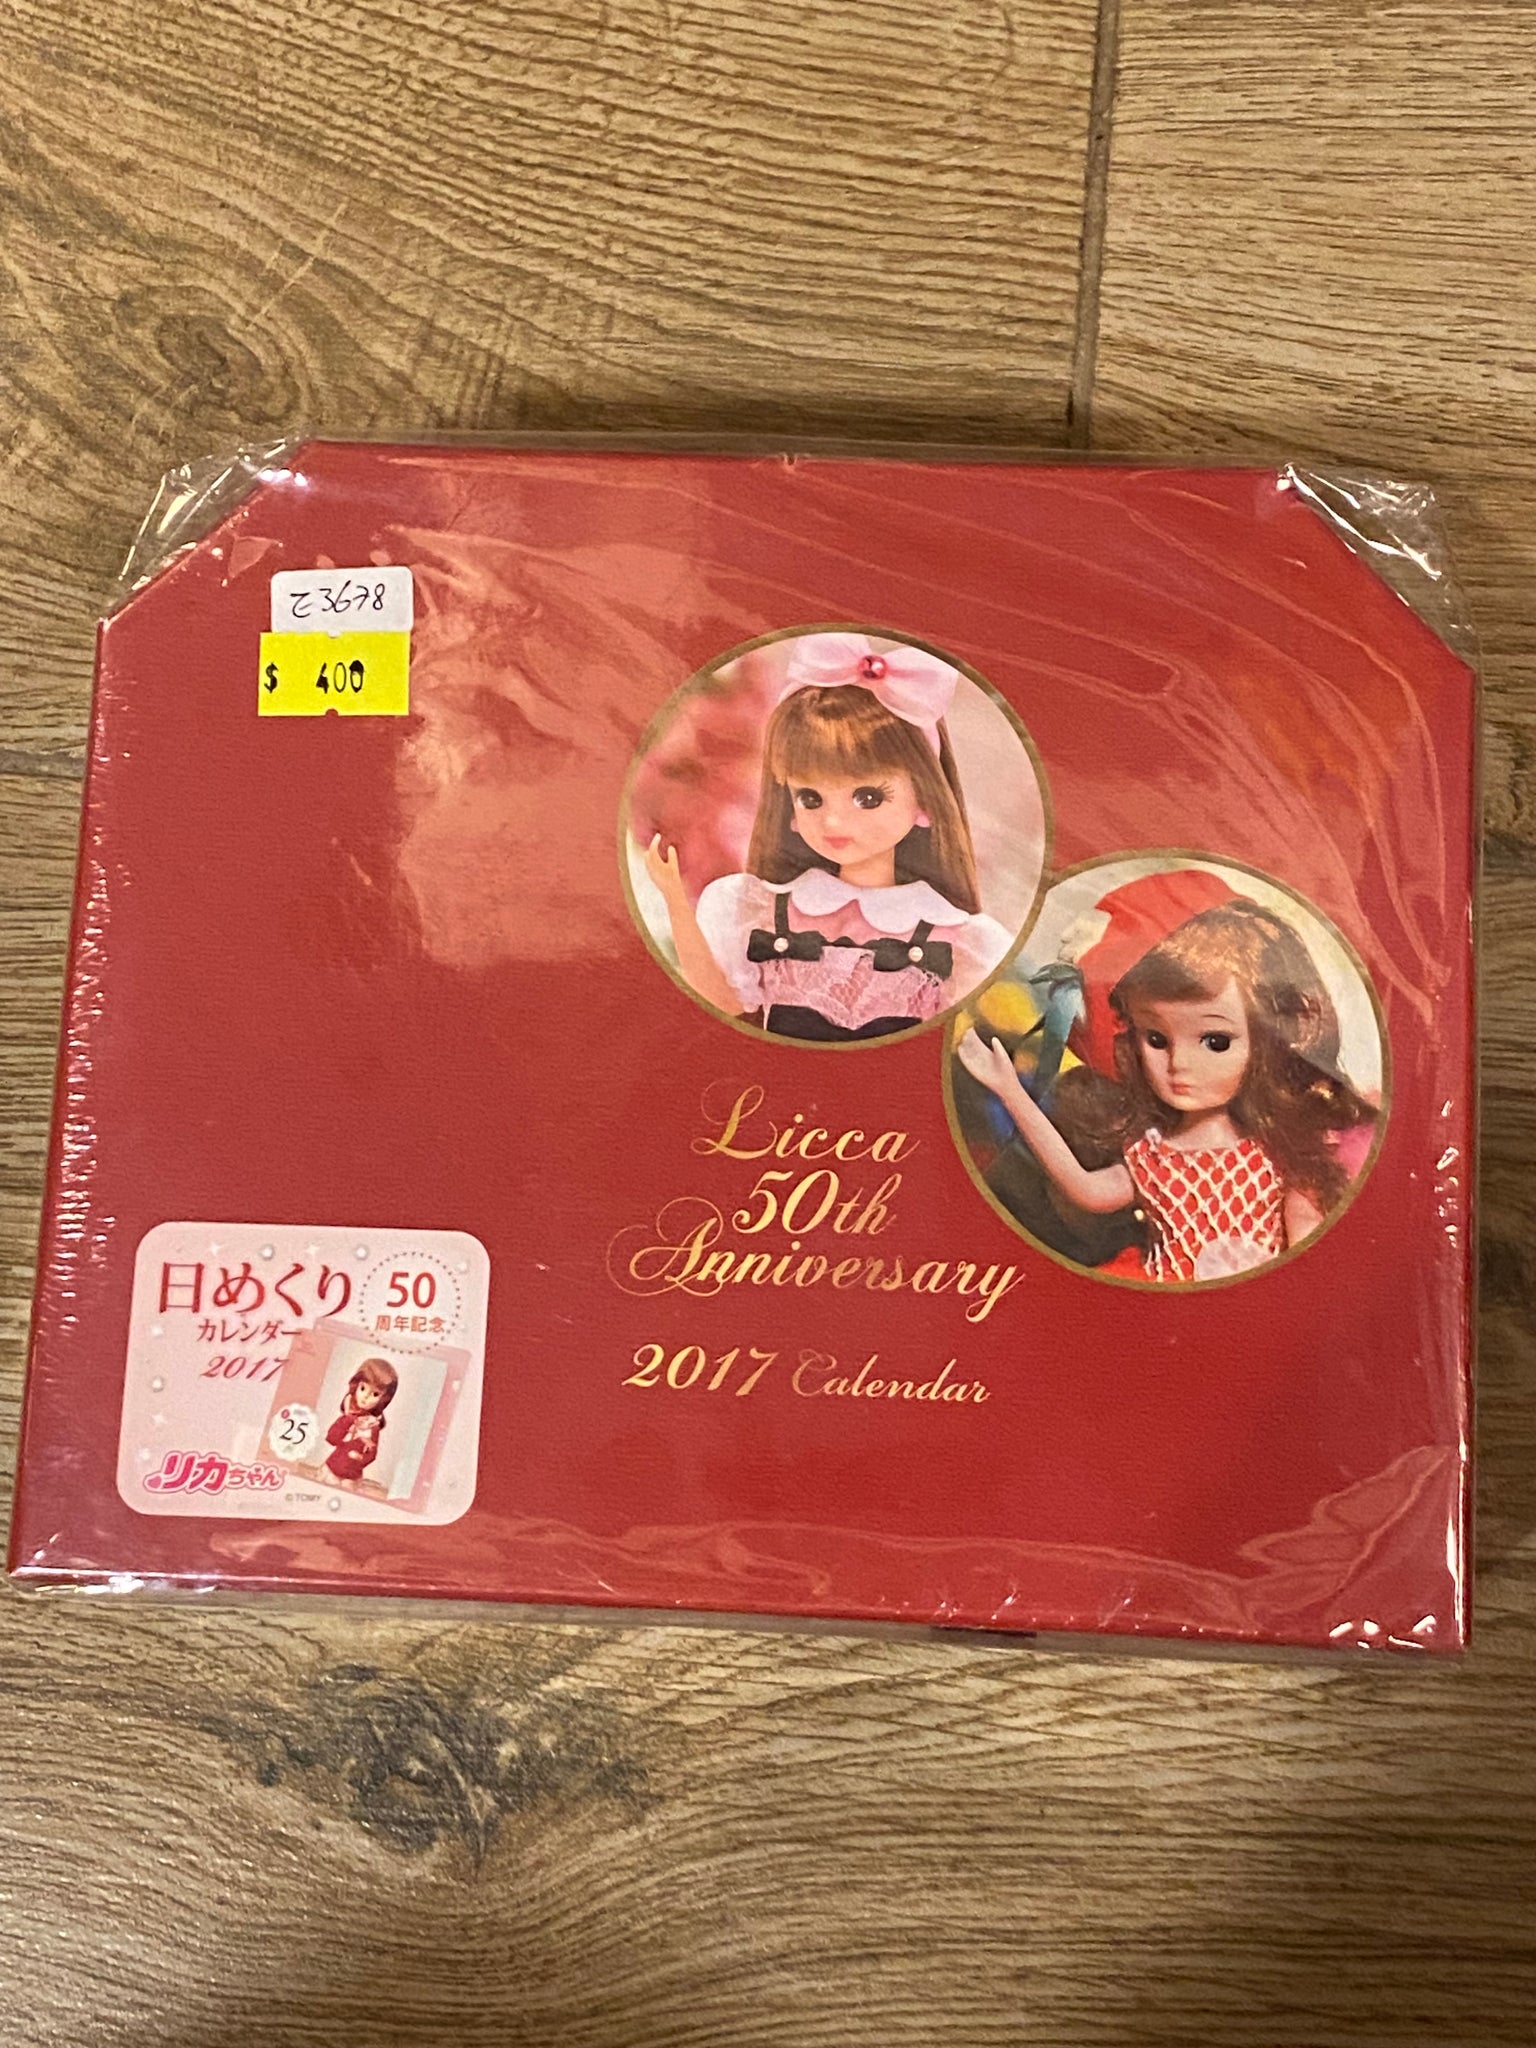 て3678
$ 400
Licca
50th
Anniversary
2017 Calendar
日めくり
カレンダー
2017
50
周年記念
25
リカちゃん
© TOMY